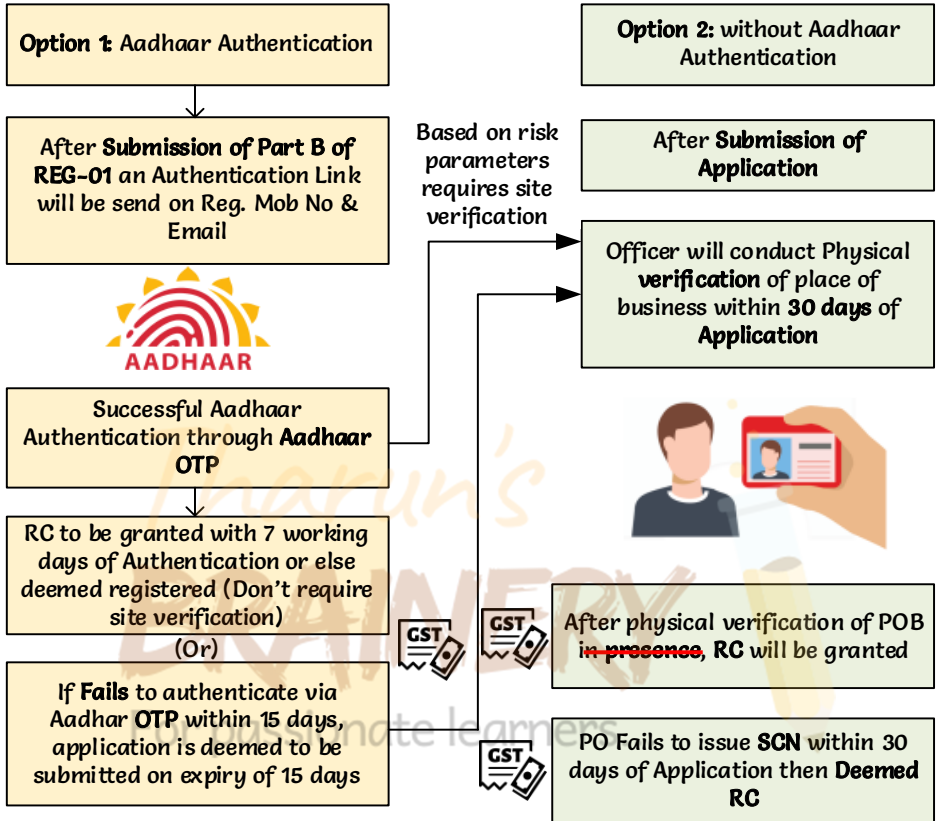 Option 1: Aadhaar Authentication
After Submission of Part B of
REG-01 an Authentication Link
will be send on Reg. Mob No &
Email
AADHAAR
Successful Aadhaar
Authentication through Aadhaar
OTP
RC to be granted with 7 working
days of Authentication or else
deemed registered (Don't require
site verification)
(Or)
If Fails to authenticate via
Aadhar OTP within 15 days,
application is deemed to be
submitted on expiry of 15 days
Based on risk
parameters
requires site
verification
Option 2: without Aadhaar
Authentication
After Submission of
Application
Officer will conduct Physical
verification of place of
business within 30 days of
Application
GST
GST
After physical verification of POB
in presence, RC will be granted
GST
PO Fails to issue SCN within 30
days of Application then Deemed
RC
Tharun's
BRAINERY
For passionate learners.